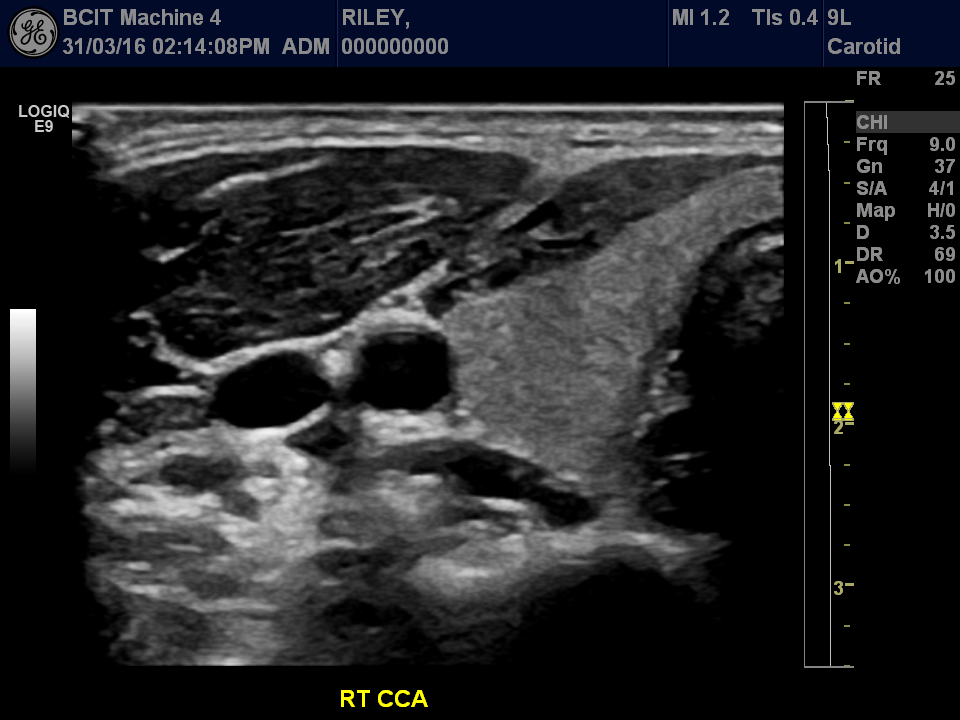 GE
BCIT Machine 4
31/03/16 02:14:08PM ADM
RILEY,
000000000
MI 1.2 TIs 0.4
9L
Carotid
FR 25
LOGIQ
E9
CHI
Frq 9.0
Gn 37
S/A 4/1
Map H/0
D 3.5
DR 69
AO% 100
1
2
3
RT CCA